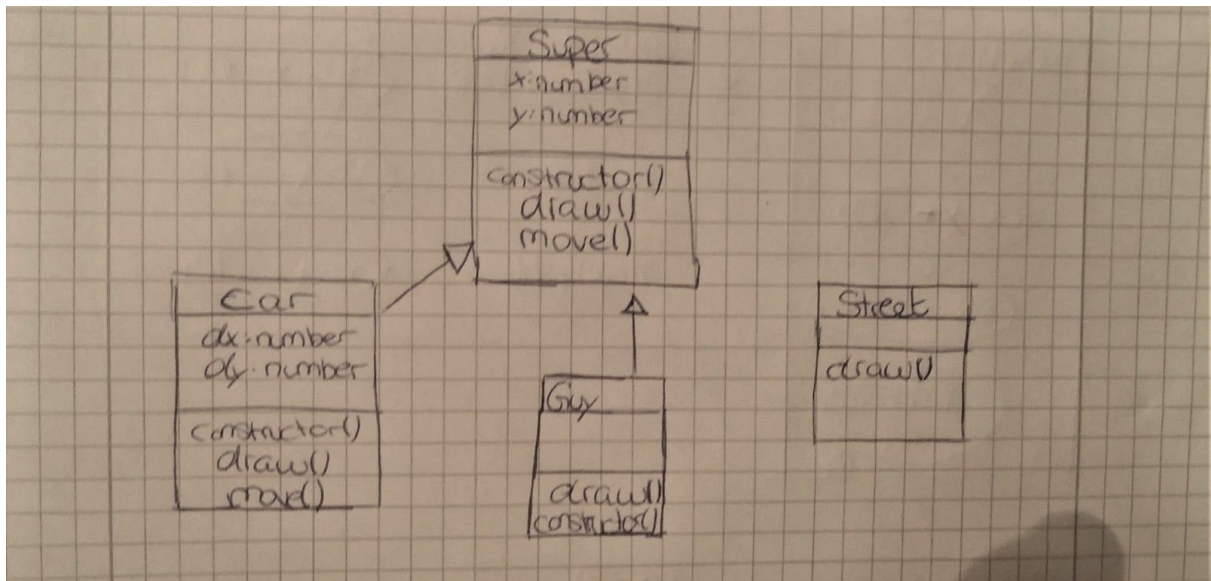 Super
x:number
y:number
constructor()
draw()
move()
Car
dx:number
dy:number
constructor()
draw()
move()
Guy
draw()
constructor()
Street
draw()